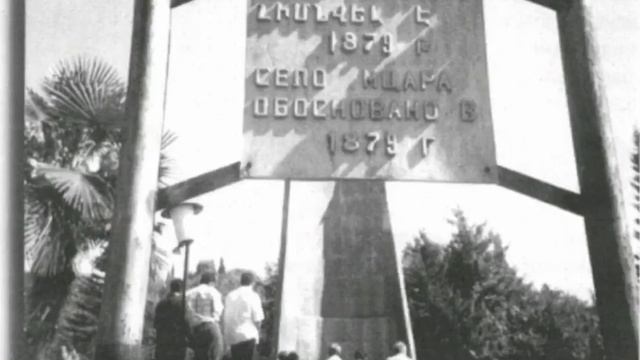 ՀԻՄՆՎԵԼ Է
1879 Թ
СЕЛО МЦАРА
ОБОСНОВАНО В
1879 Г